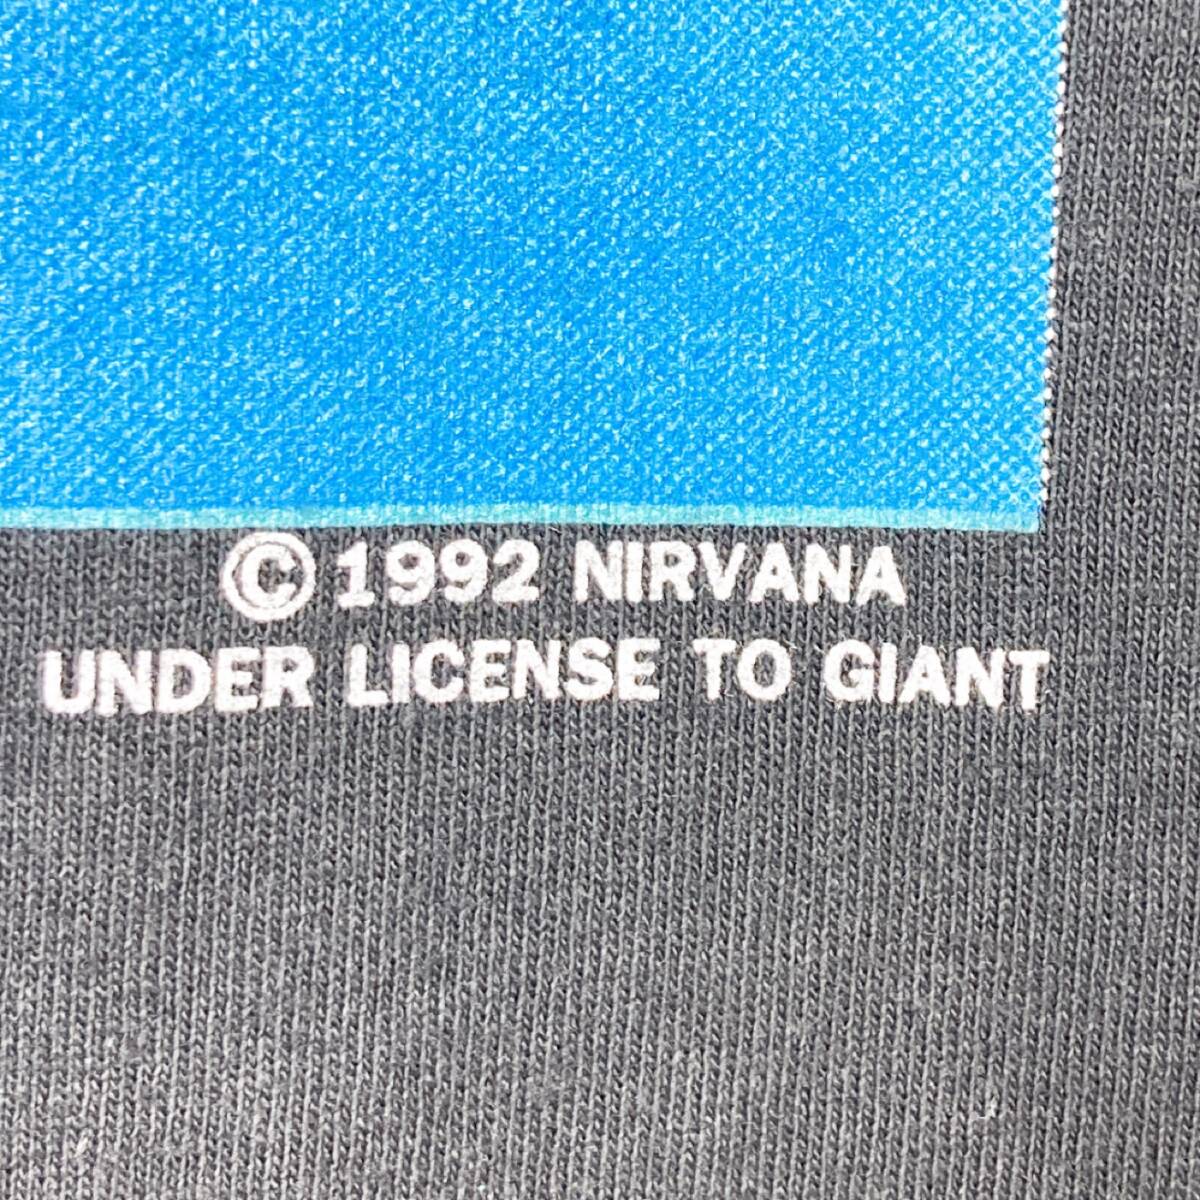 © 1992 NIRVANA
UNDER LICENSE TO GIANT